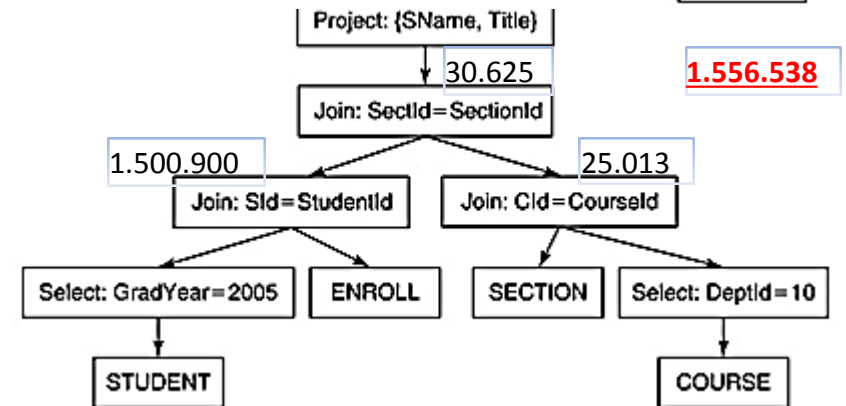 Project: {SName, Title}
30.625
1.556.538
Join: SectId=SectionId
1.500.900
25.013
Join: SId=StudentId
Join: CId=CourseId
Select: GradYear=2005
ENROLL
SECTION
Select: DeptId=10
STUDENT
COURSE